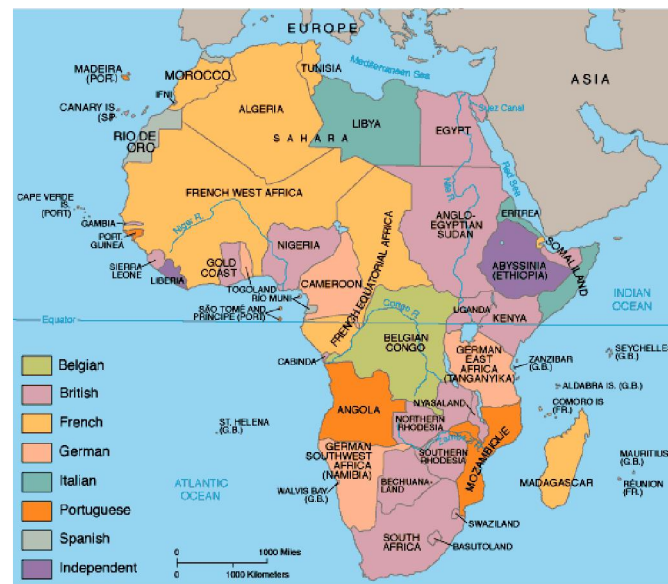 EUROPE
ASIA
MADEIRA
(PORT.)
MOROCCO
TUNISIA
Mediterranean Sea
IFNI
CANARY IS.
(SP.
ALGERIA
LIBYA
EGYPT
Suez Canal
RIO DE
ORO
SAHARA
Nile R.
Red Sea
CAPE VERDE
IS.
(PORT)
FRENCH WEST AFRICA
FRENCH EQUATORIAL AFRICA
ANGLO-
EGYPTIAN
SUDAN
ERITREA
GAMBIA
PORT.
GUINEA
Niger R.
NIGERIA
SOMALILAND
SIERRA
LEONE
LIBERIA
GOLD
COAST
TOGOLAND
CAMEROON
ABYSSINIA
(ETHIOPIA)
RIO MUNI
INDIAN
OCEAN
Equator
SÃO TOMÉ AND
PRINCIPE (PORT)
Congo R.
UGANDA
KENYA
BELGIAN
CONGO
CABINDA
GERMAN
EAST
AFRICA
(TANGANYIKA)
ZANZIBAR
(G.B.)
SEYCHELLE
(G.B.)
ALDABRA IS. (G.B.)
COMORO IS
(FR.)
ST. HELENA
(G.B.)
ANGOLA
NYASALAND
NORTHERN
RHODESIA
GERMAN
SOUTHWEST
AFRICA
(NAMIBIA)
SOUTHERN
RHODESIA
MOZAMBIQUE
MADAGASCAR
MAURITIUS
(G.B.)
RÉUNION
(FR.)
ATLANTIC
OCEAN
WALVIS BAY
(G.B.)
BECHUANA-
LAND
SWAZILAND
BASUTOLAND
SOUTH
AFRICA
Belgian
British
French
German
Italian
Portuguese
Spanish
Independent
0 1000 Miles
0 1000 Kilometers